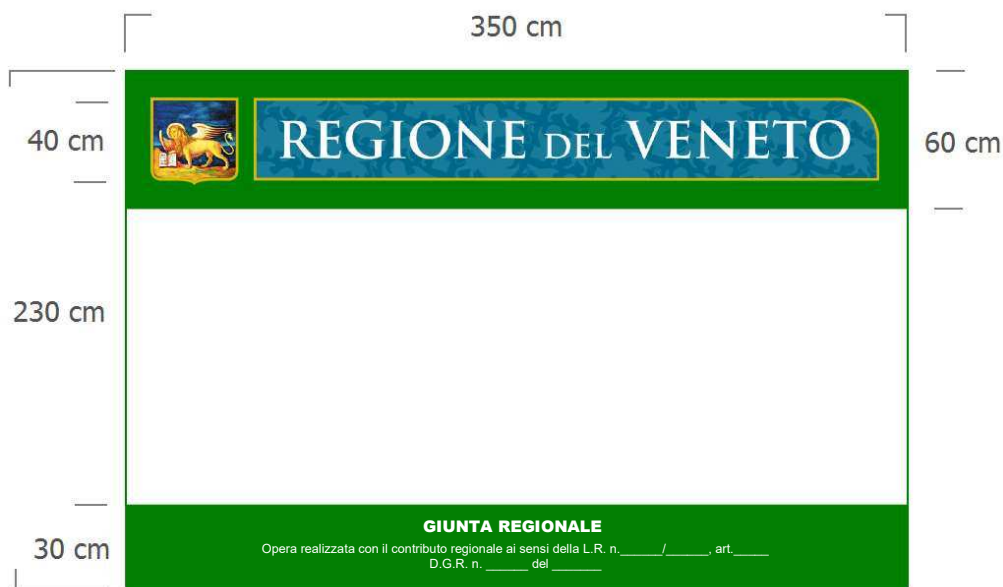 350 cm
40 cm
REGIONE DEL VENETO
60 cm
230 cm
30 cm
GIUNTA REGIONALE
Opera realizzata con il contributo regionale ai sensi della L.R. n.______/______, art._____
D.G.R. n. ______ del _______